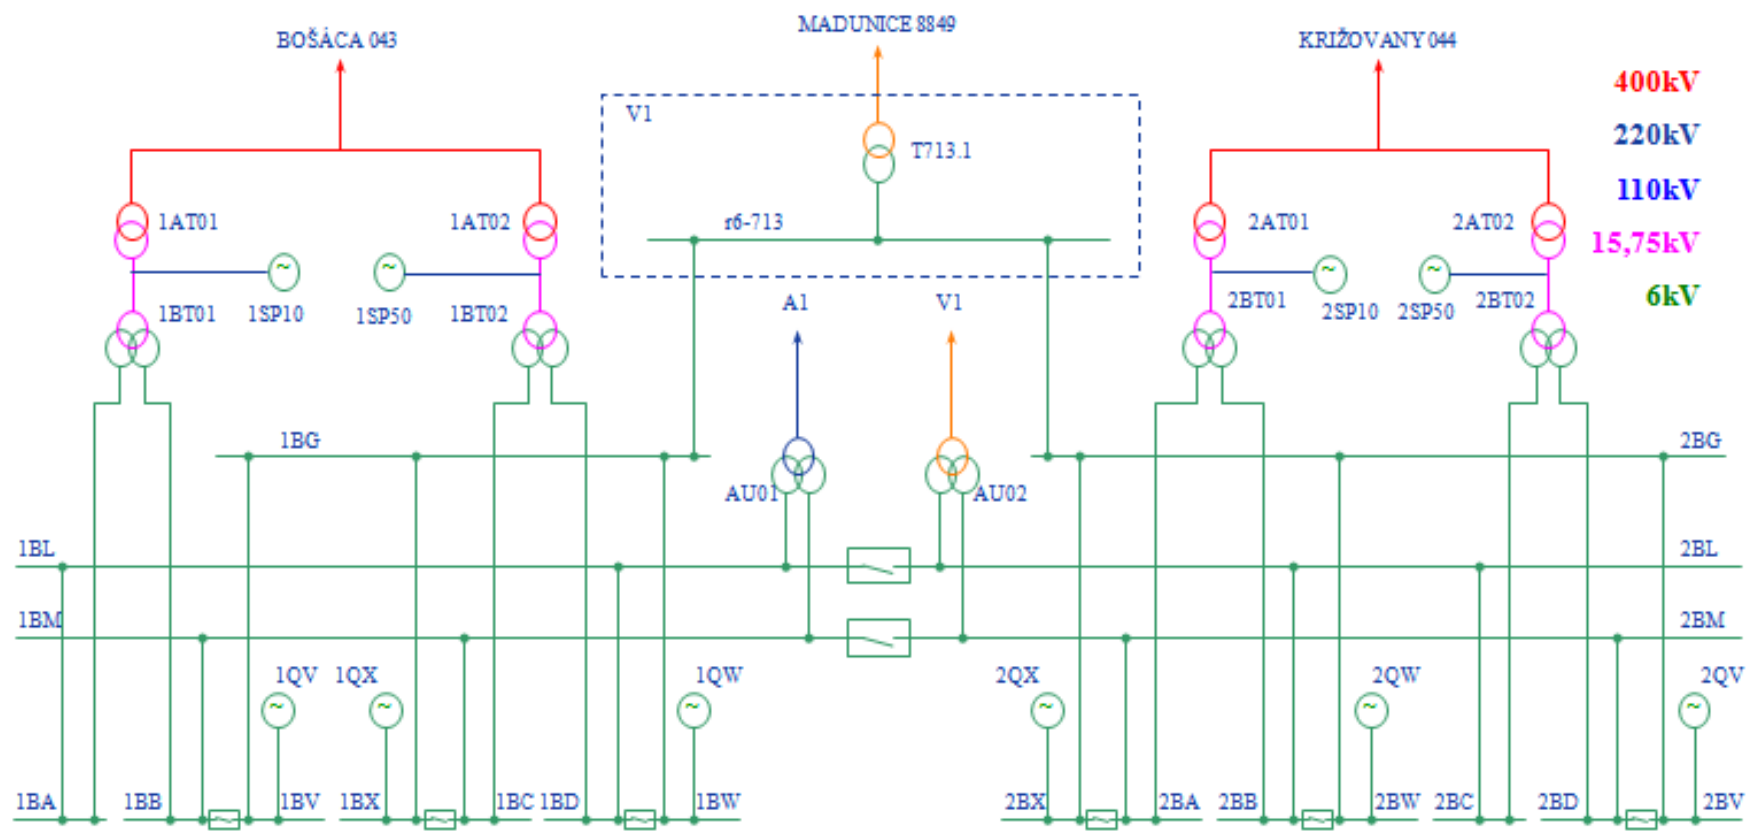 MADUNICE 8849
BOŠÁCA 043
KRIŽOVANY 044
400kV
V1
220kV
T713.1
110kV
1AT01
1AT02
r6-713
2AT01
2AT02
15,75kV
~
~
~
~
A1
V1
6kV
1BT01
1SP10
1SP50
1BT02
2BT01
2SP10
2SP50
2BT02
1BG
2BG
AU01
AU02
1BL
2BL
1BM
2BM
1QV
1QX
1QW
2QX
2QW
2QV
~
~
~
~
~
~
1BA
1BB
1BV
1BX
1BC
1BD
1BW
2BX
2BA
2BB
2BW
2BC
2BD
2BV